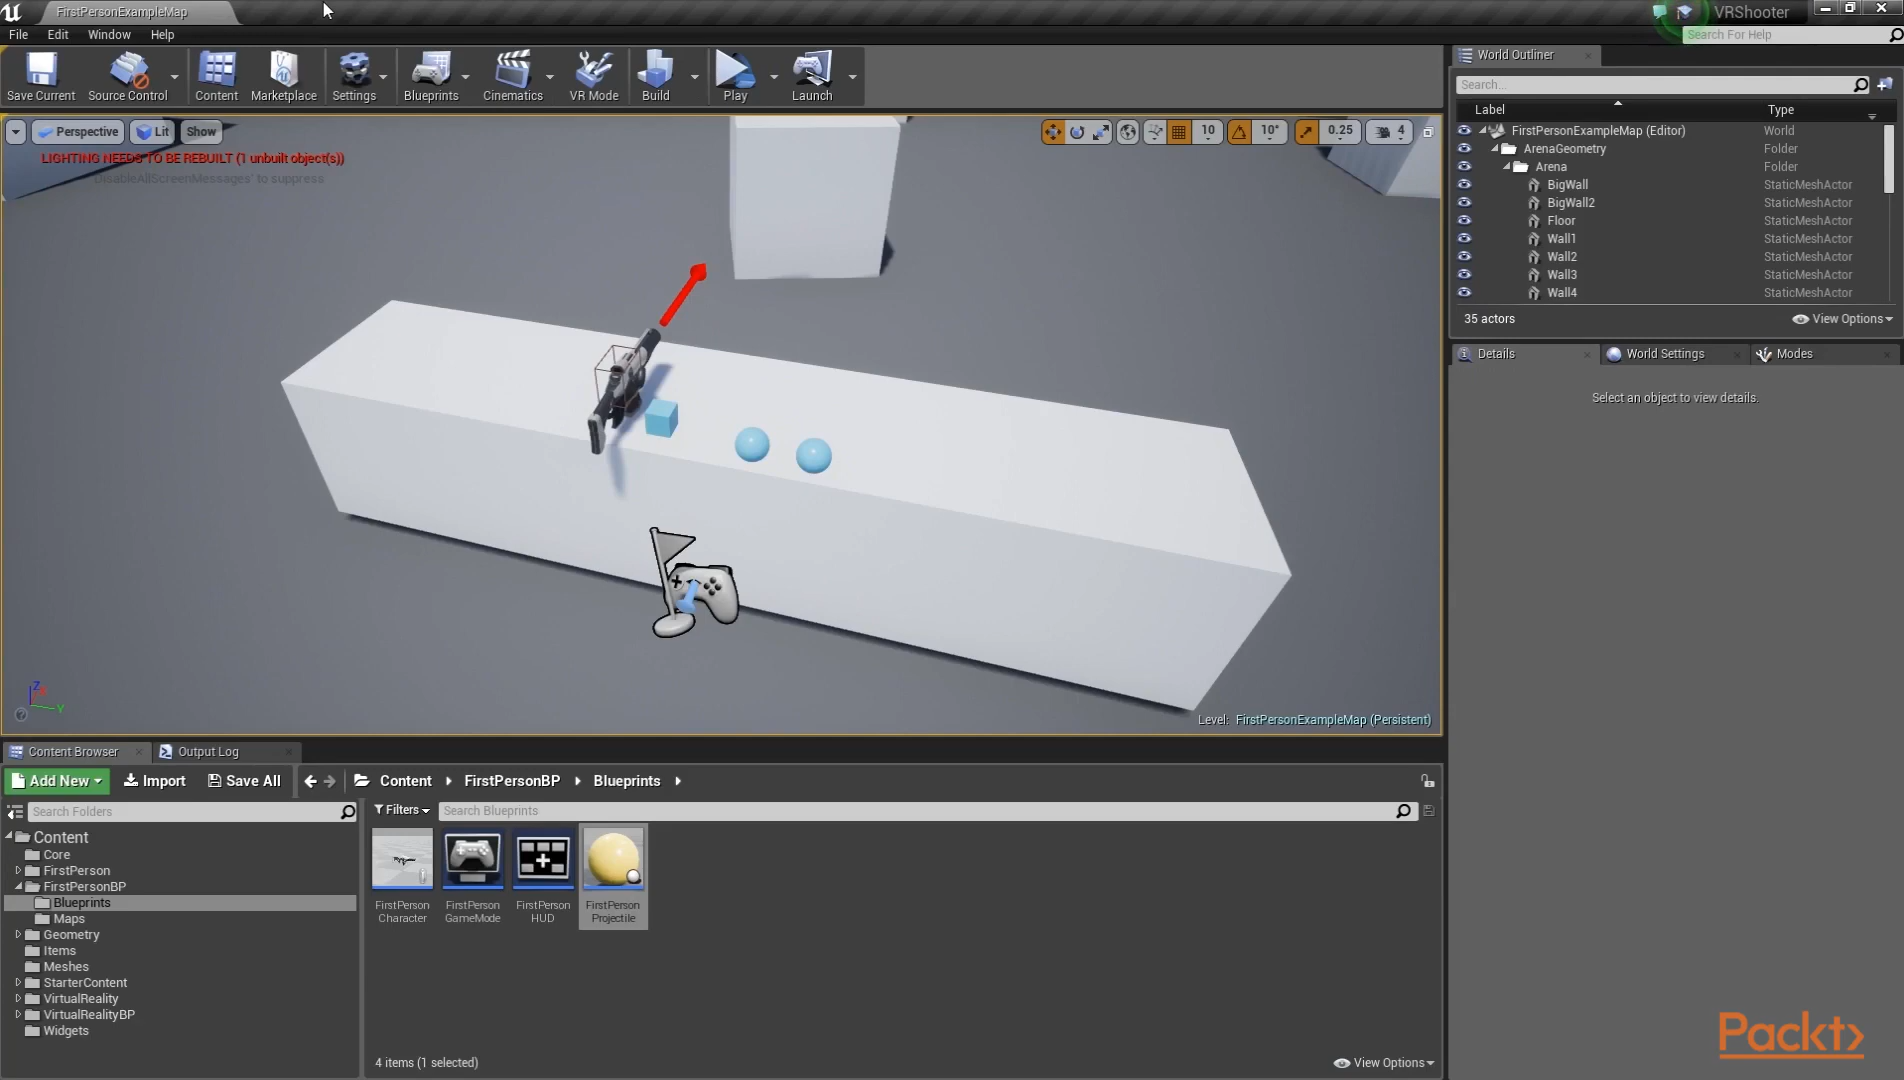 FirstPersonExampleMap
VRShooter
File Edit Window Help
Search For Help
Save Current
Source Control
Content
Marketplace
Settings
Blueprints
Cinematics
VR Mode
Build
Play
Launch
Perspective
Lit
Show
10
10°
0.25
4
LIGHTING NEEDS TO BE REBUILT (1 unbuilt object(s))
'DisableAllScreenMessages' to suppress
Z
Y
Level: FirstPersonExampleMap (Persistent)
World Outliner
Search...
Label Type
FirstPersonExampleMap (Editor) World
ArenaGeometry Folder
Arena Folder
BigWall StaticMeshActor
BigWall2 StaticMeshActor
Floor StaticMeshActor
Wall1 StaticMeshActor
Wall2 StaticMeshActor
Wall3 StaticMeshActor
Wall4 StaticMeshActor
35 actors
View Options
Details
World Settings
Modes
Select an object to view details.
Content Browser
Output Log
Add New
Import
Save All
Content
FirstPersonBP
Blueprints
Search Folders
Filters
Search Blueprints
Content
Core
FirstPerson
FirstPersonBP
Blueprints
Maps
Geometry
Items
Meshes
StarterContent
VirtualReality
VirtualRealityBP
Widgets
FirstPerson
Character
FirstPerson
GameMode
FirstPerson
HUD
FirstPerson
Projectile
4 items (1 selected)
View Options
Packt>